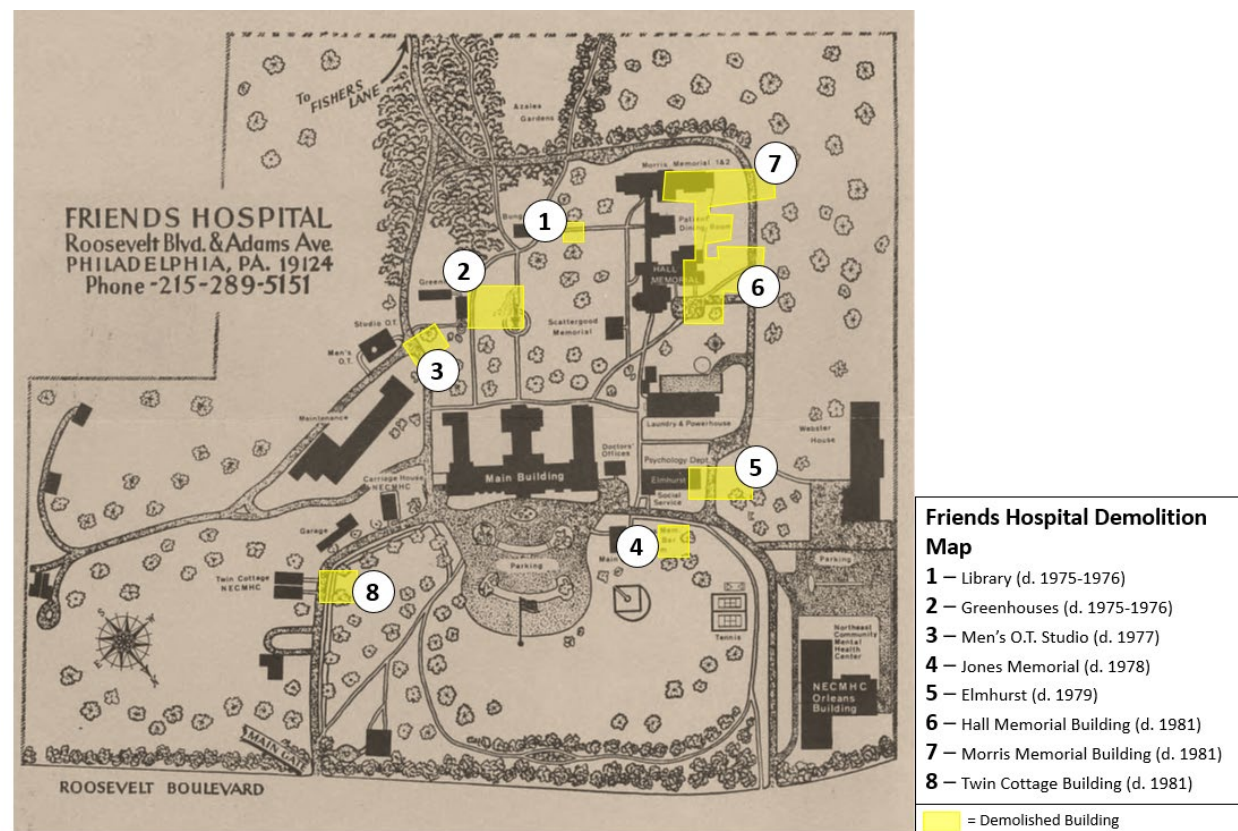 To
FISHERS
LANE
Azalea
Gardens
FRIENDS HOSPITAL
Roosevelt Blvd. & Adams Ave.
PHILADELPHIA, PA. 19124
Phone -215-289-5151
Morris Memorial 1&2
7
1
Patient
Dining Room
2
HALL
MEMORIAL
6
Studio O.T.
Scattergood
Memorial
Men's
O.T.
3
Maintenance
Laundry & Powerhouse
Webster
House
Doctors'
Offices
Psychology Dept.
5
Main Building
Elmhurst
Carriage House
NECMHC
Social
Service
Garage
4
Main
Parking
Parking
Twin Cottage
NECMHC
8
Tennis
Northeast
Community
Mental
Health
Center
NECMHC
Orleans
Building
S
MAIN
ROOSEVELT BOULEVARD
Friends Hospital Demolition
Map
1 – Library (d. 1975-1976)
2 – Greenhouses (d. 1975-1976)
3 – Men's O.T. Studio (d. 1977)
4 – Jones Memorial (d. 1978)
5 – Elmhurst (d. 1979)
6 – Hall Memorial Building (d. 1981)
7 – Morris Memorial Building (d. 1981)
8 – Twin Cottage Building (d. 1981)
= Demolished Building